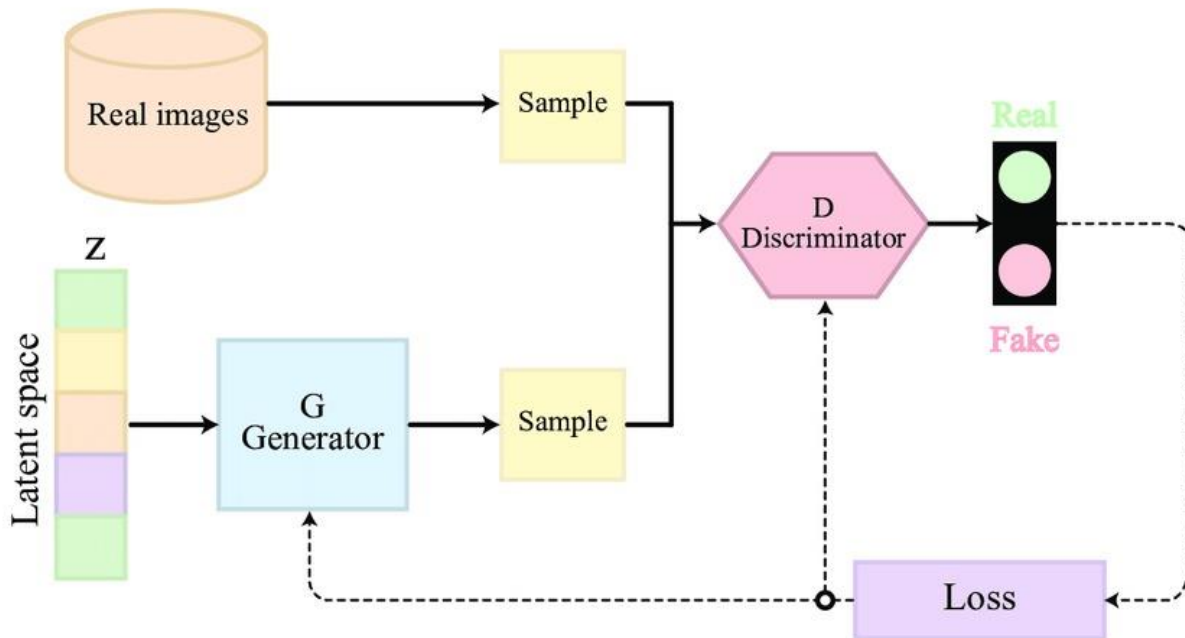 Real images
Sample
Real
D
Discriminator
z
Latent space
G
Generator
Sample
Fake
Loss